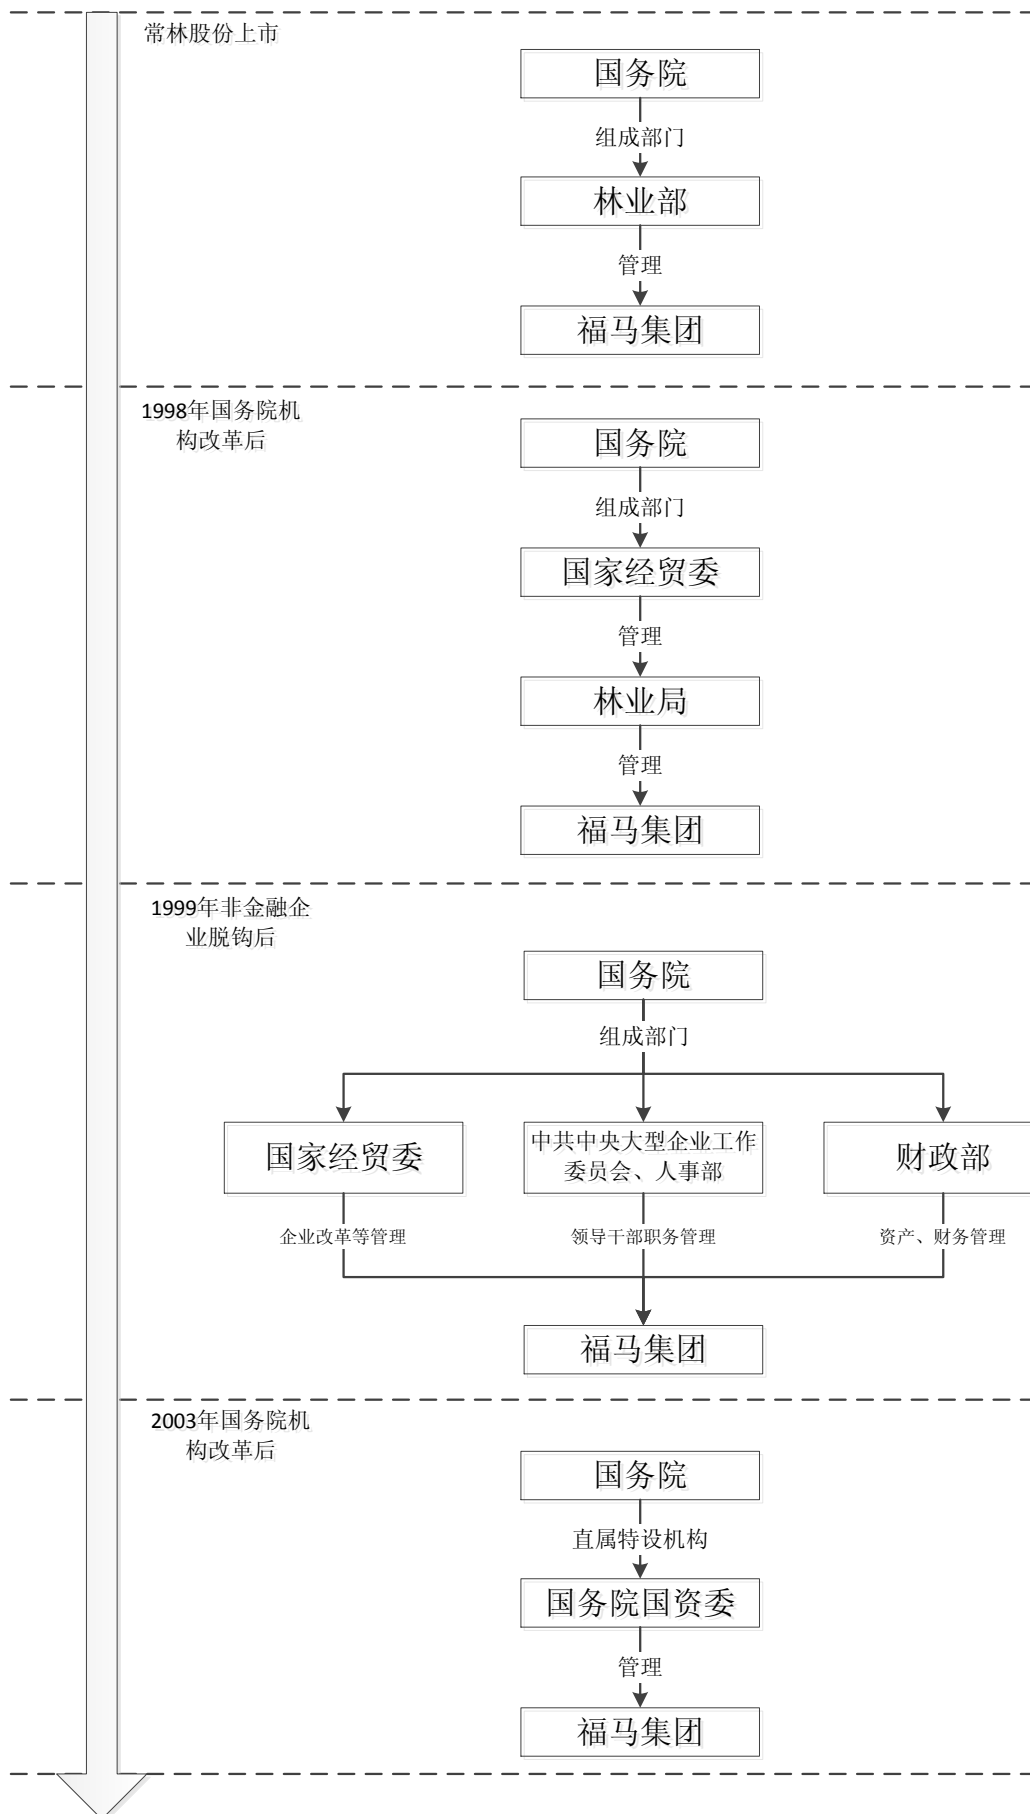 常林股份上市
国务院
组成部门
林业部
管理
福马集团
1998年国务院机
构改革后
国务院
组成部门
国家经贸委
管理
林业局
管理
福马集团
1999年非金融企
业脱钩后
国务院
组成部门
国家经贸委
中共中央大型企业工作
委员会、人事部
财政部
企业改革等管理
领导干部职务管理
资产、财务管理
福马集团
2003年国务院机
构改革后
国务院
直属特设机构
国务院国资委
管理
福马集团